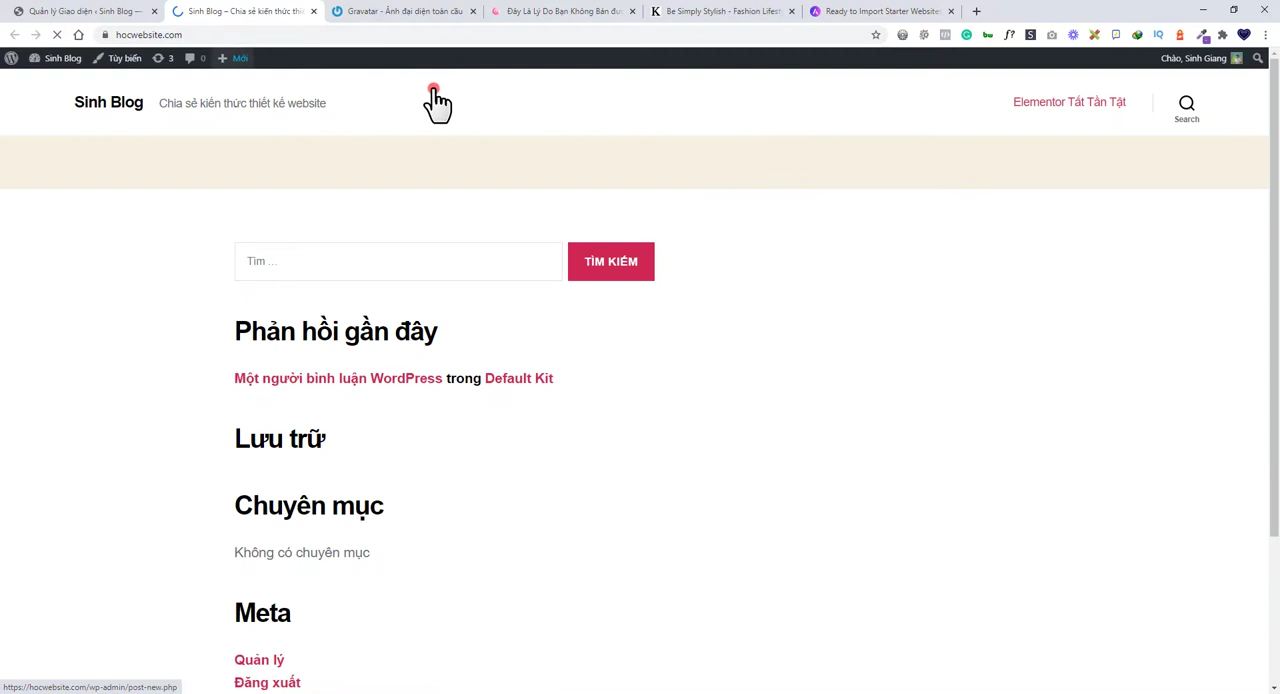 Quản lý Giao diện ‹ Sinh Blog —
Sinh Blog – Chia sẻ kiến thức thiế
Gravatar - Ảnh đại diện toàn cầu
Đây Là Lý Do Bạn Không Bán đư
Be Simply Stylish - Fashion Lifest
Ready to Import Starter Websites
hocwebsite.com
Sinh Blog
Tùy biến
3
0
Mới
Chào, Sinh Giang
Sinh Blog
Chia sẻ kiến thức thiết kế website
Elementor Tất Tần Tật
Search
Tìm …
TÌM KIẾM
Phản hồi gần đây
Một người bình luận WordPress trong Default Kit
Lưu trữ
Chuyên mục
Không có chuyên mục
Meta
Quản lý
Đăng xuất
https://hocwebsite.com/wp-admin/post-new.php